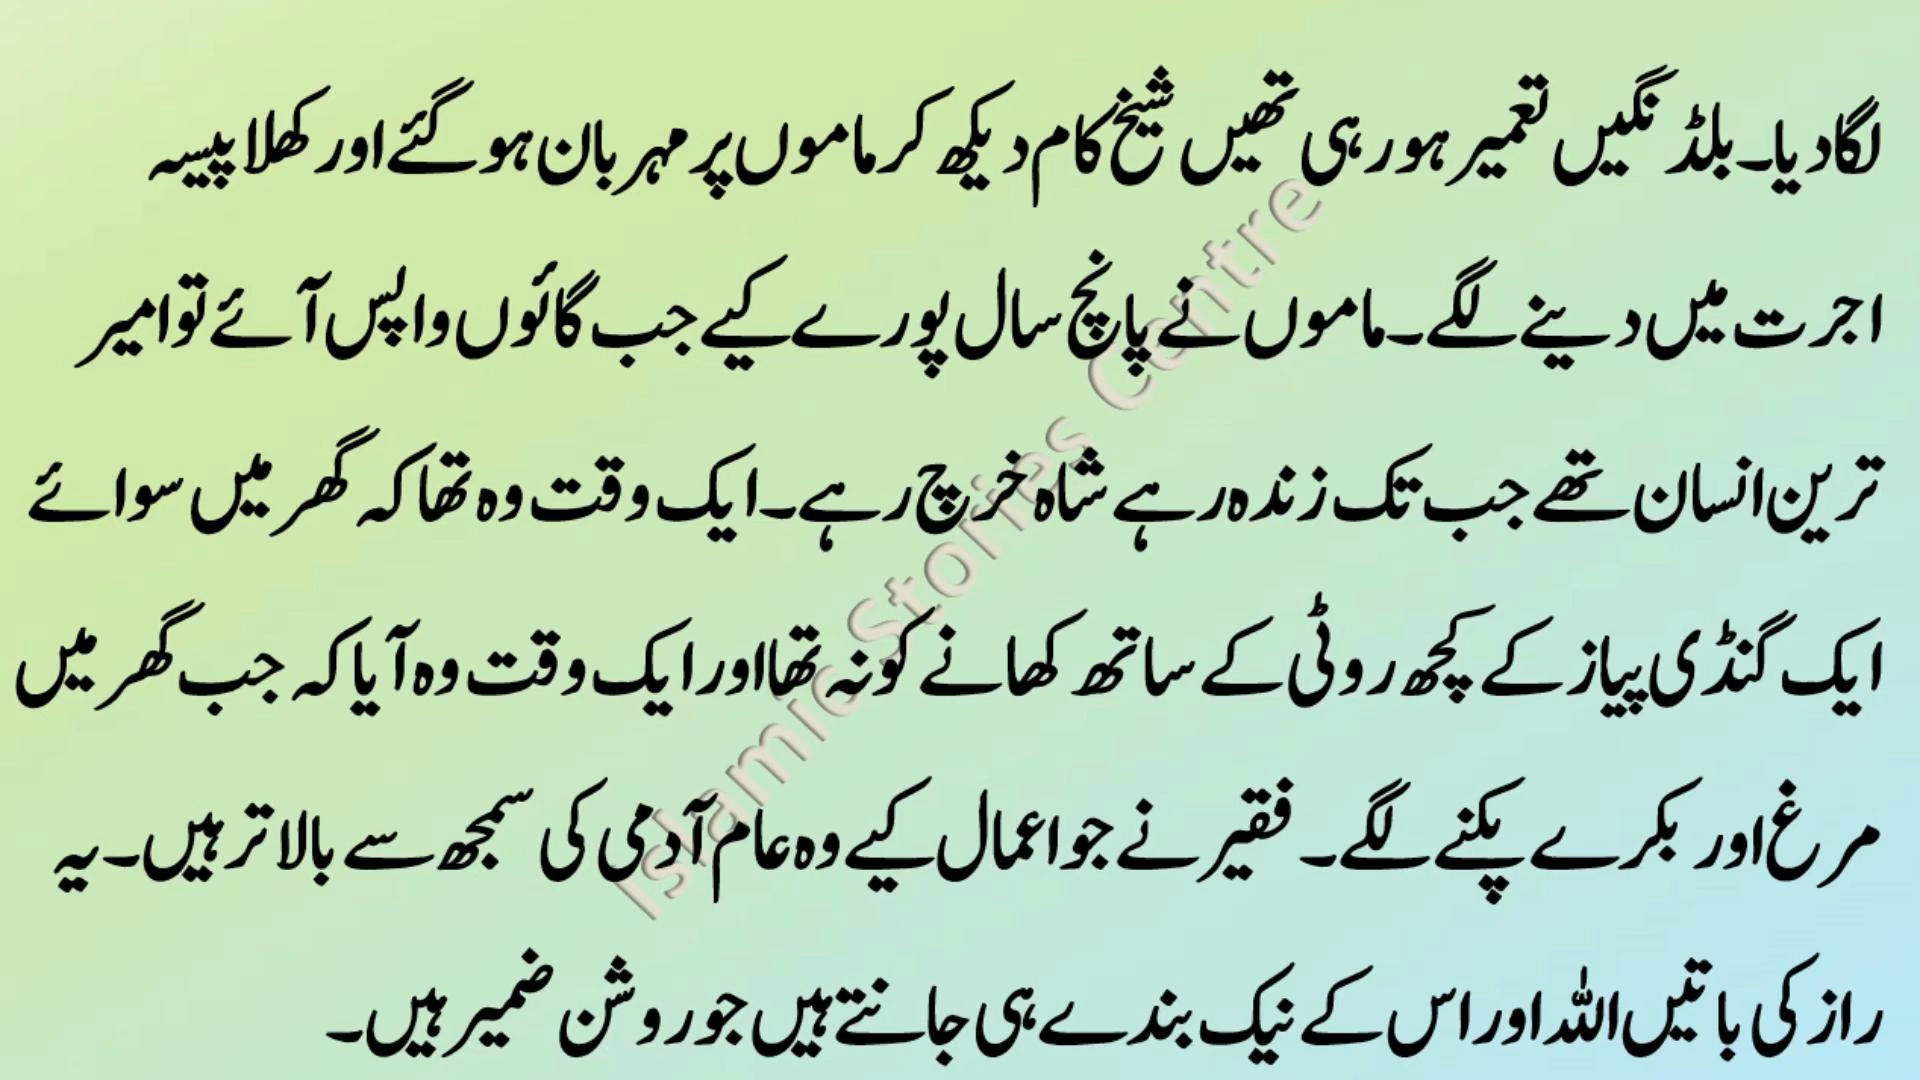 لگا دیا۔ بلڈنگیں تعمیر ہو رہی تھیں شیخ کام دیکھ کر ماموں پر مہربان ہو گئے اور کھلا پیسہ
اجرت میں دینے لگے۔ ماموں نے پانچ سال پورے کیے جب گائوں واپس آئے تو امیر
ترین انسان تھے جب تک زندہ رہے شاہ خرچ رہے۔ ایک وقت وہ تھا کہ گھر میں سوائے
ایک گنڈی پیاز کے کچھ روٹی کے ساتھ کھانے کو نہ تھا اور ایک وقت وہ آیا کہ جب گھر میں
مرغ اور بکرے پکنے لگے۔ فقیر نے جو اعمال کیے وہ عام آدمی کی سمجھ سے بالاتر ہیں۔ یہ
راز کی باتیں اللہ اور اس کے نیک بندے ہی جانتے ہیں جو روشن ضمیر ہیں۔
Islamic Stories Centre